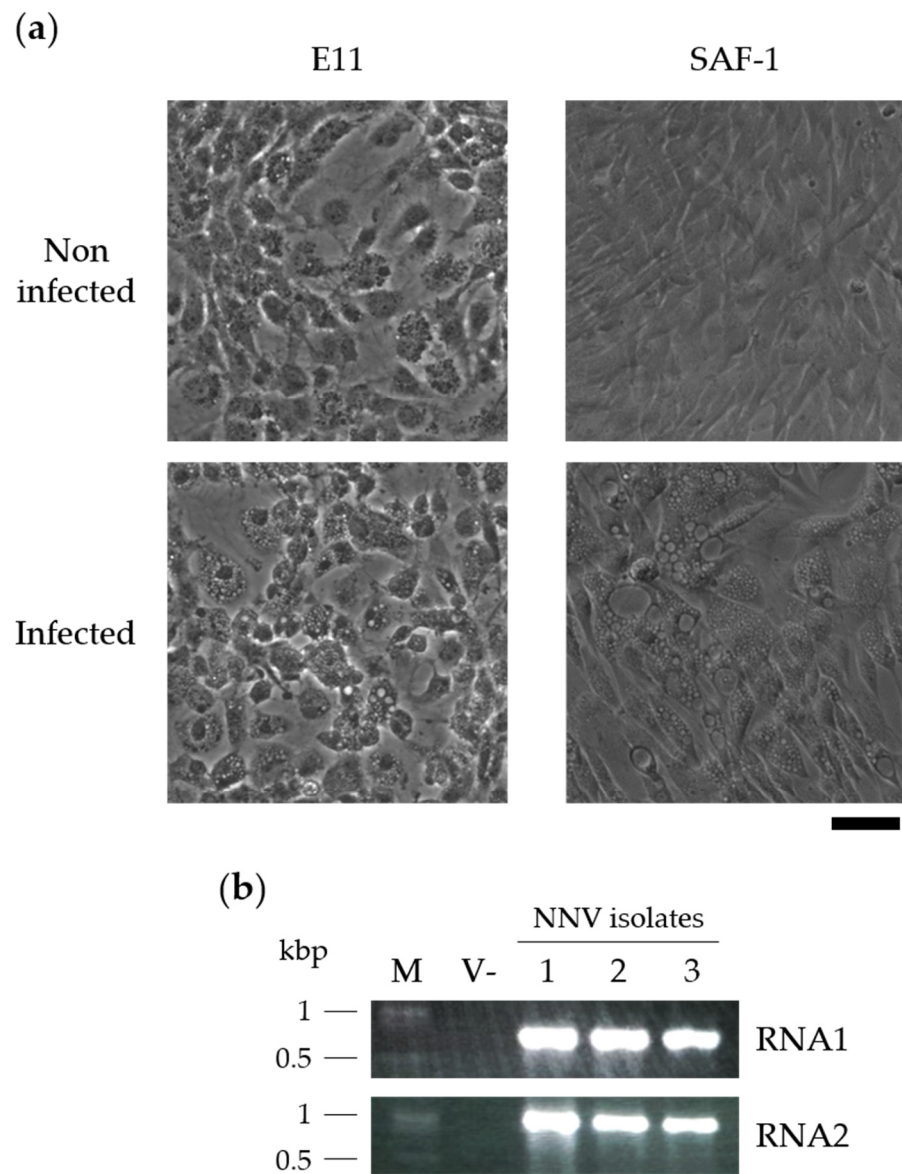 (a)
E11 SAF-1
Non
infected
Infected
(b)
NNV isolates
kbp
M V- 1 2 3
1
0.5
RNA1
1
0.5
RNA2